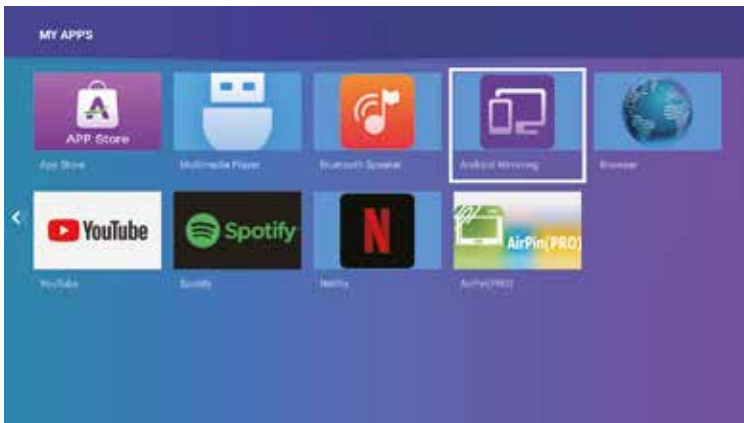 MY APPS
APP Store
App Store
Multimedia Player
Bluetooth Speaker
Android Mirroring
Browser
YouTube
Spotify
N
AirPin(PRO)
YouTube
Spotify
Netflix
AirPin(PRO)